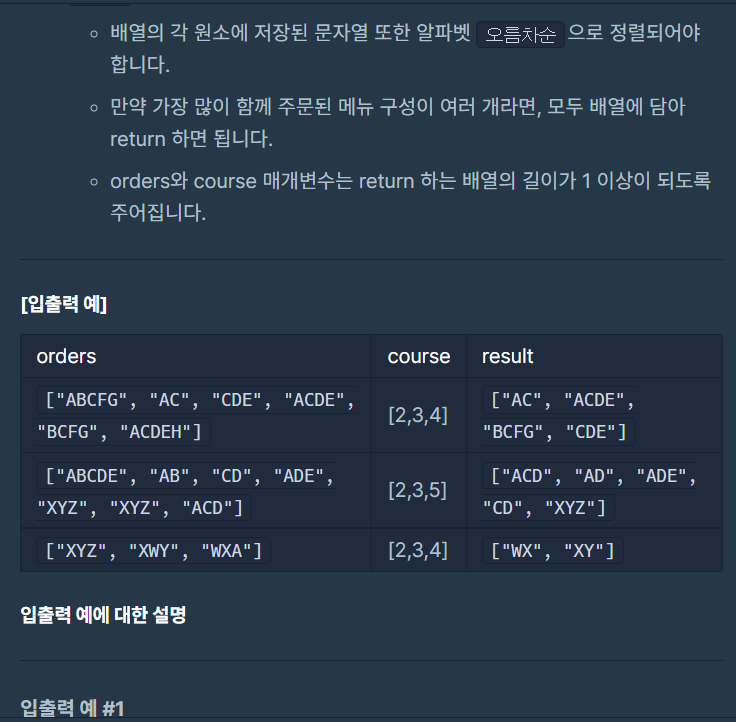 배열의 각 원소에 저장된 문자열 또한 알파벳 오름차순 으로 정렬되어야
합니다.
만약 가장 많이 함께 주문된 메뉴 구성이 여러 개라면, 모두 배열에 담아
return 하면 됩니다.
orders와 course 매개변수는 return 하는 배열의 길이가 1 이상이 되도록
주어집니다.
[입출력 예]
orders course result
["ABCFG", "AC", "CDE", "ACDE",
"BCFG", "ACDEH"]
[2,3,4]
["AC", "ACDE",
"BCFG", "CDE"]
["ABCDE", "AB", "CD", "ADE",
"XYZ", "XYZ", "ACD"]
[2,3,5]
["ACD", "AD", "ADE",
"CD", "XYZ"]
["XYZ", "XWY", "WXA"] [2,3,4] ["WX", "XY"]
입출력 예에 대한 설명
입출력 예 #1